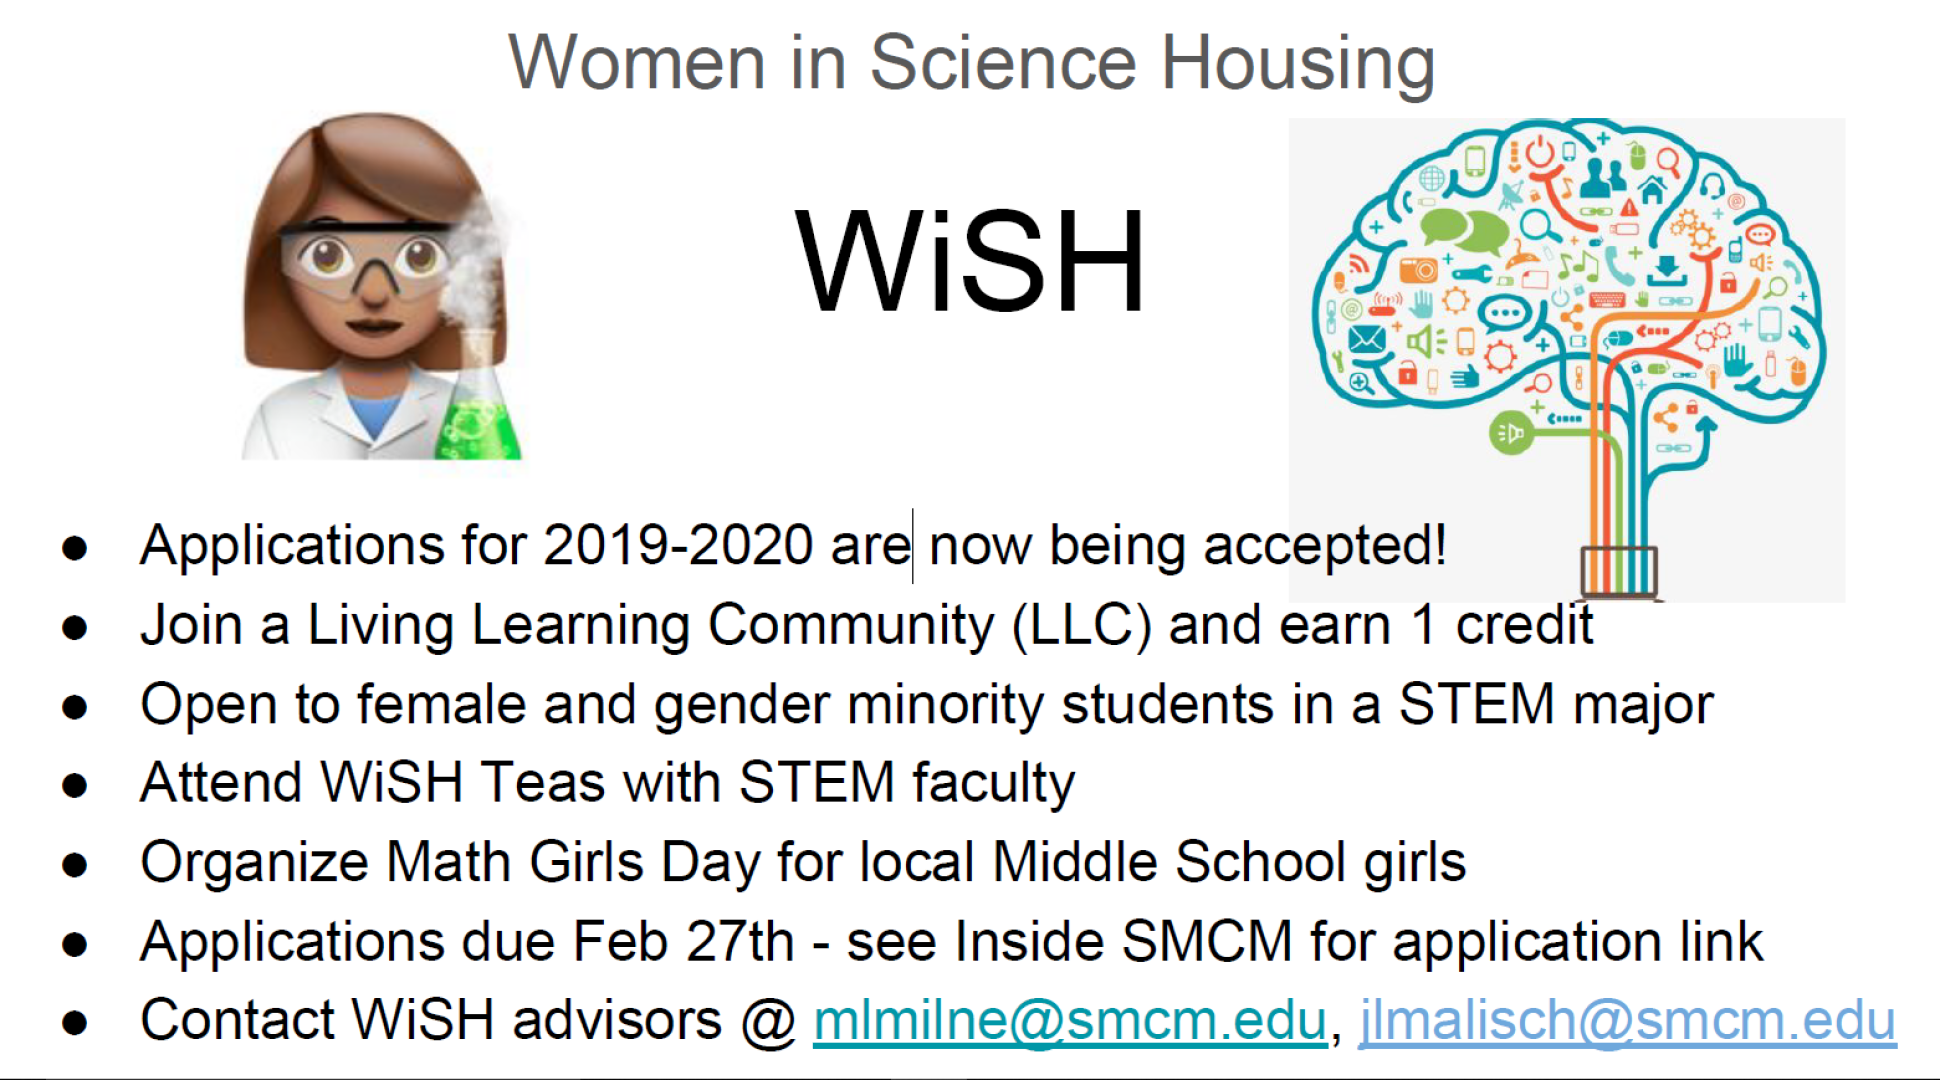 Women in Science Housing
WiSH
● Applications for 2019-2020 are now being accepted!
● Join a Living Learning Community (LLC) and earn 1 credit
● Open to female and gender minority students in a STEM major
● Attend WiSH Teas with STEM faculty
● Organize Math Girls Day for local Middle School girls
● Applications due Feb 27th - see Inside SMCM for application link
● Contact WiSH advisors @ mlmilne@smcm.edu, jlmalisch@smcm.edu